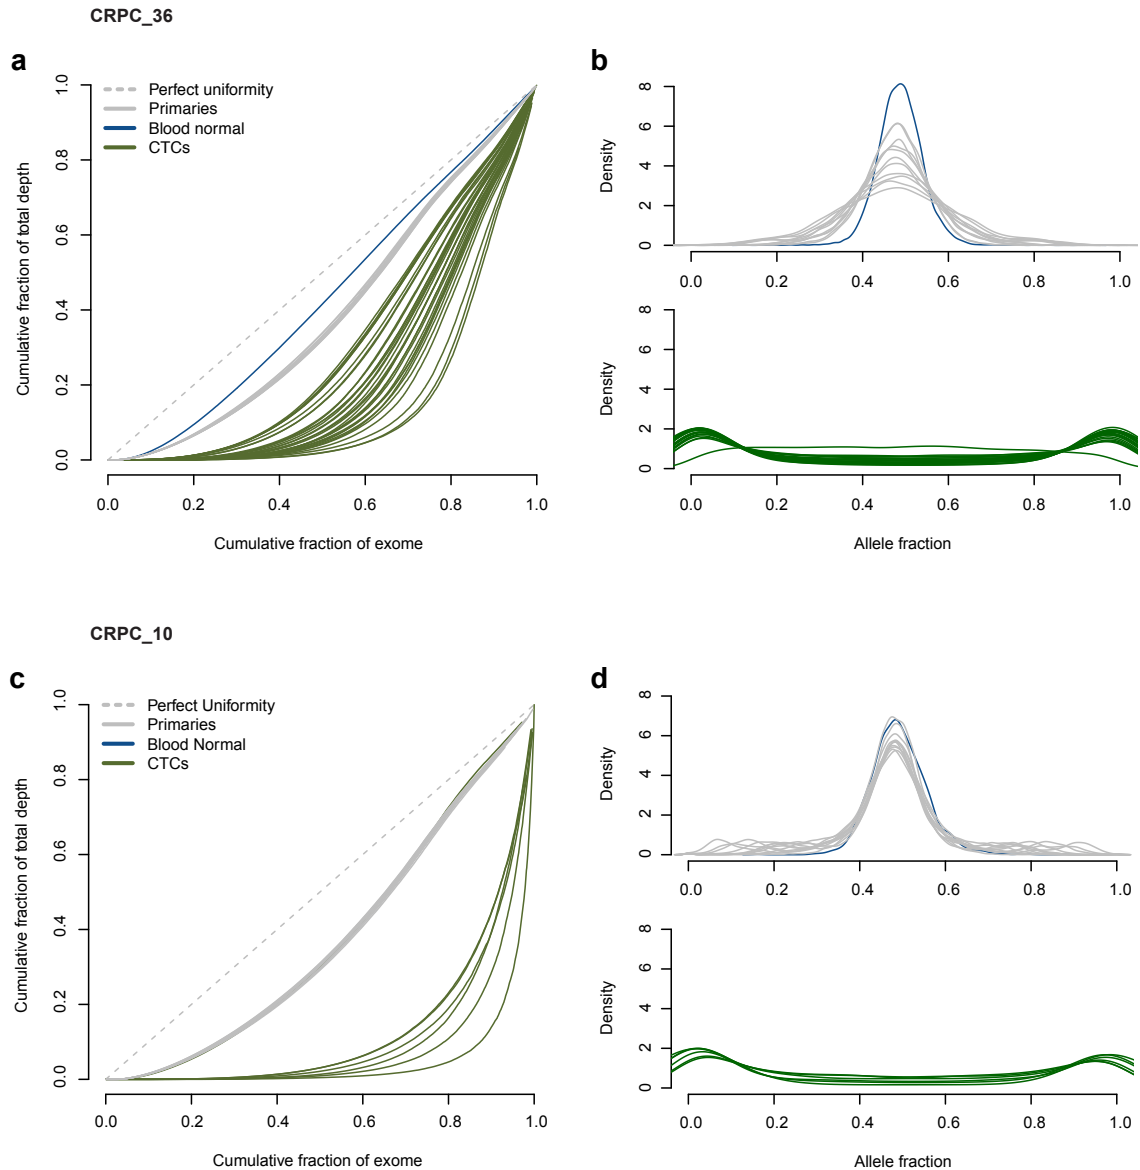 CRPC_36
a
Perfect uniformity
Primaries
Blood normal
CTCs
Cumulative fraction of total depth
0.0 0.2 0.4 0.6 0.8 1.0
0.0 0.2 0.4 0.6 0.8 1.0
Cumulative fraction of exome
b
Density
0 2 4 6 8
0.0 0.2 0.4 0.6 0.8 1.0
Density
0 2 4 6 8
0.0 0.2 0.4 0.6 0.8 1.0
Allele fraction
CRPC_10
c
Perfect Uniformity
Primaries
Blood Normal
CTCs
Cumulative fraction of total depth
0.0 0.2 0.4 0.6 0.8 1.0
0.0 0.2 0.4 0.6 0.8 1.0
Cumulative fraction of exome
d
Density
0 2 4 6 8
0.0 0.2 0.4 0.6 0.8 1.0
Density
0 2 4 6 8
0.0 0.2 0.4 0.6 0.8 1.0
Allele fraction